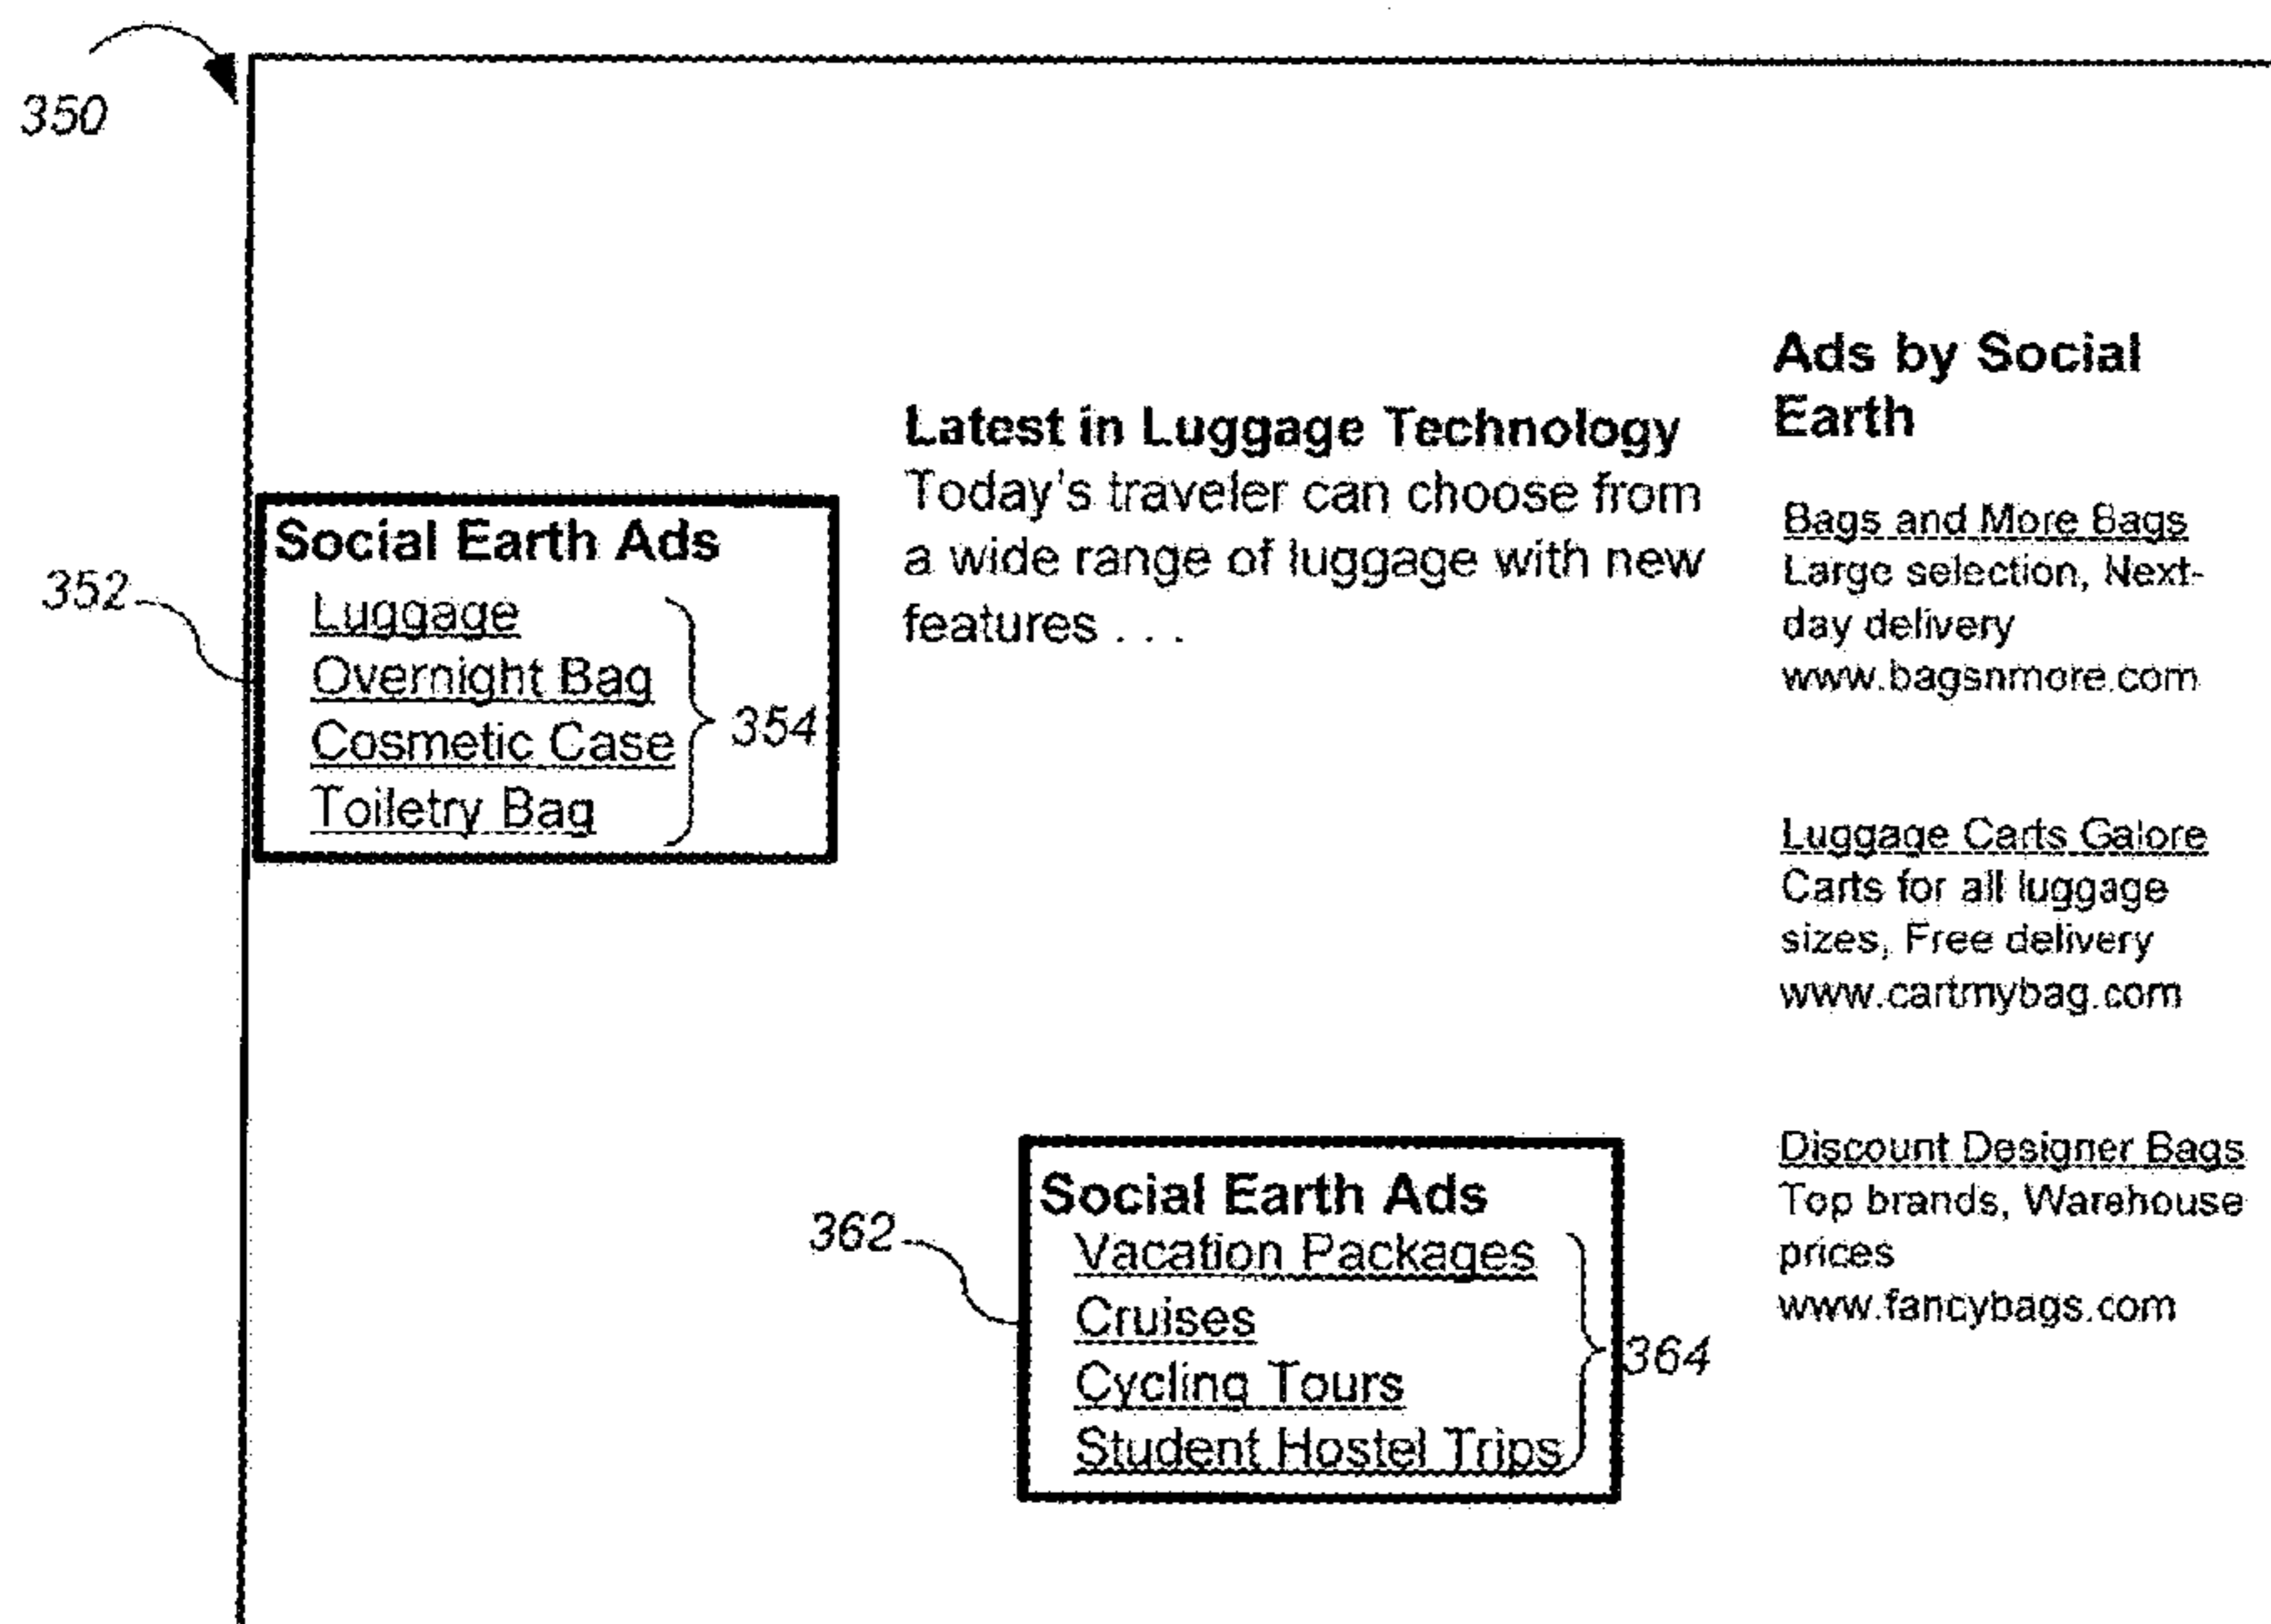 350
352
Social Earth Ads
Luggage
Overnight Bag
Cosmetic Case
Toiletry Bag
354
Latest in Luggage Technology
Today's traveler can choose from
a wide range of luggage with new
features . . .
362
Social Earth Ads
Vacation Packages
Cruises
Cycling Tours
Student Hostel Trips
364
Ads by Social
Earth
Bags and More Bags
Large selection, Next-
day delivery
www.bagsnmore.com
Luggage Carts Galore
Carts for all luggage
sizes, Free delivery
www.cartmybag.com
Discount Designer Bags
Top brands, Warehouse
prices
www.fancybags.com